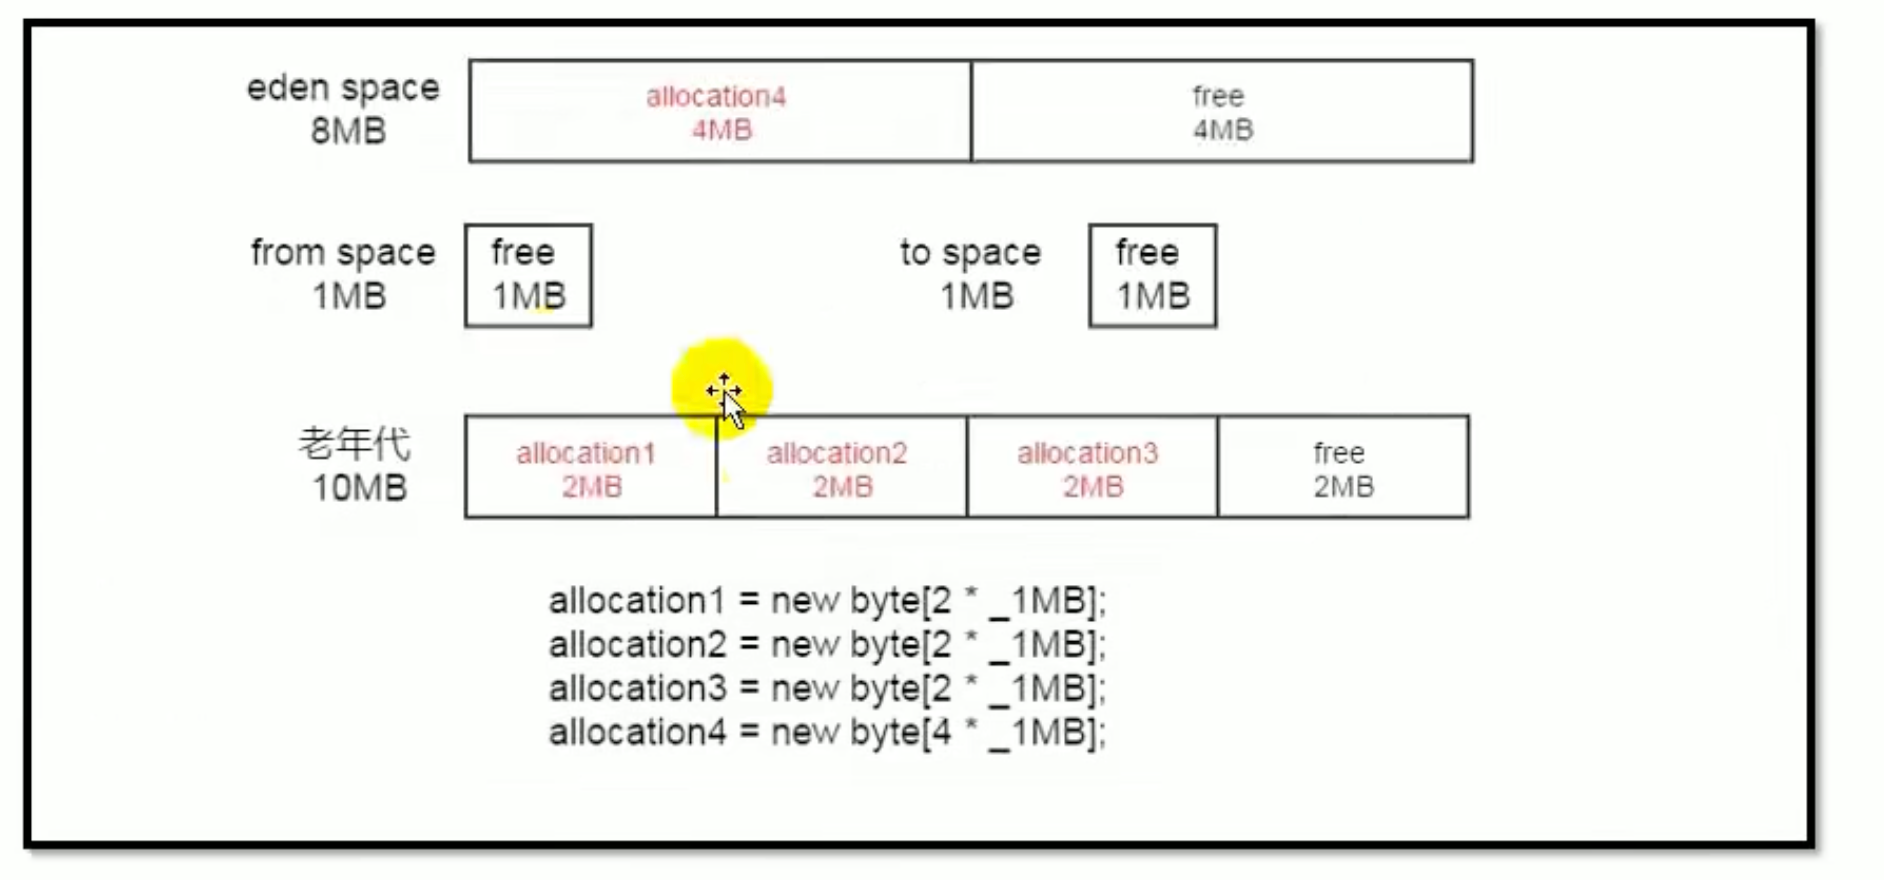 eden space
8MB
allocation4
4MB
free
4MB
from space
1MB
free
1MB
to space
1MB
free
1MB
老年代
10MB
allocation1
2MB
allocation2
2MB
allocation3
2MB
free
2MB
allocation1 = new byte[2 * _1MB];
allocation2 = new byte[2 * _1MB];
allocation3 = new byte[2 * _1MB];
allocation4 = new byte[4 * _1MB];